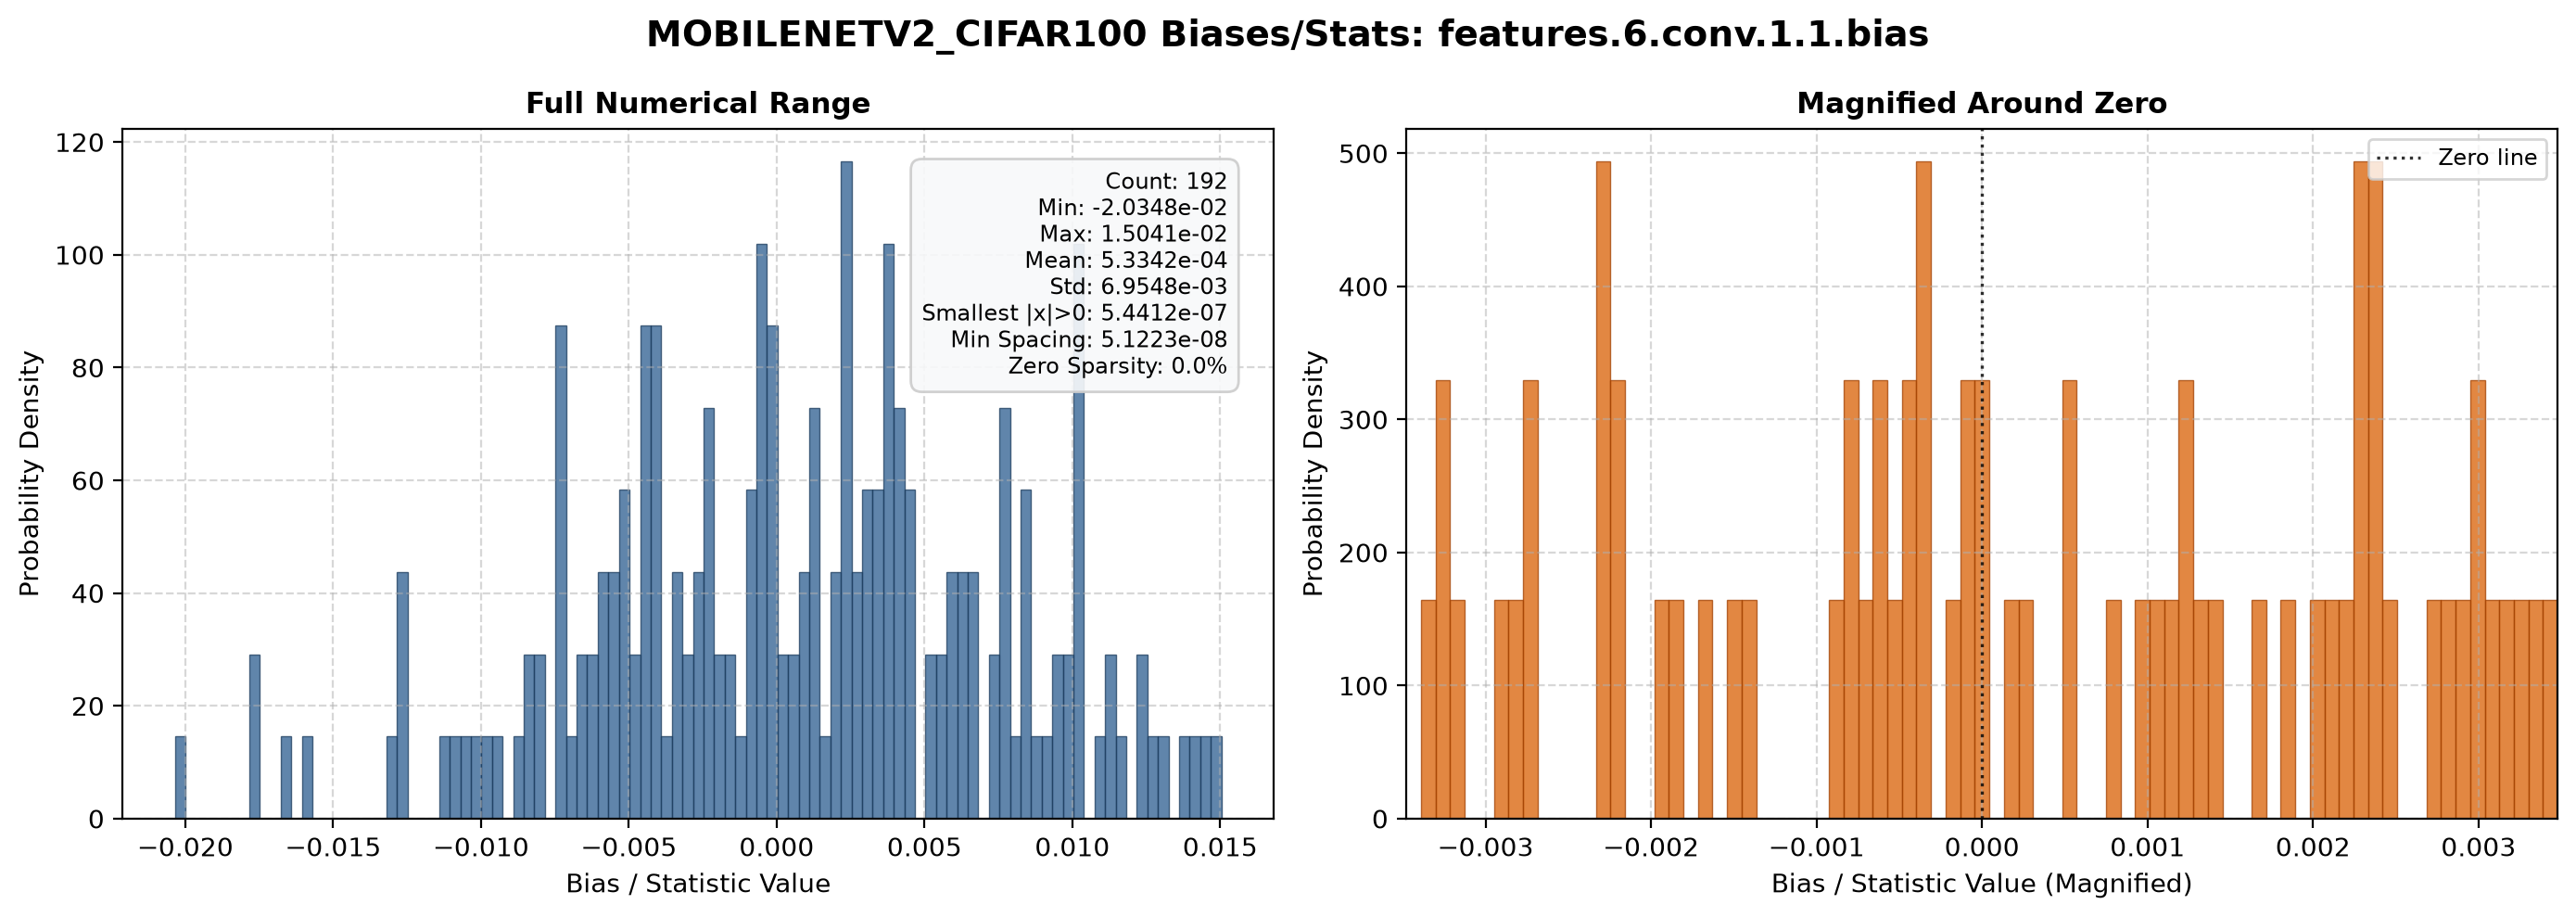 MOBILENETV2_CIFAR100 Biases/Stats: features.6.conv.1.1.bias
Full Numerical Range
Probability Density
120
100
80
60
40
20
0
Count: 192
Min: -2.0348e-02
Max: 1.5041e-02
Mean: 5.3342e-04
Std: 6.9548e-03
Smallest |x|>0: 5.4412e-07
Min Spacing: 5.1223e-08
Zero Sparsity: 0.0%
−0.020 −0.015 −0.010 −0.005 0.000 0.005 0.010 0.015
Bias / Statistic Value
Magnified Around Zero
Probability Density
500
400
300
200
100
0
Zero line
−0.003 −0.002 −0.001 0.000 0.001 0.002 0.003
Bias / Statistic Value (Magnified)